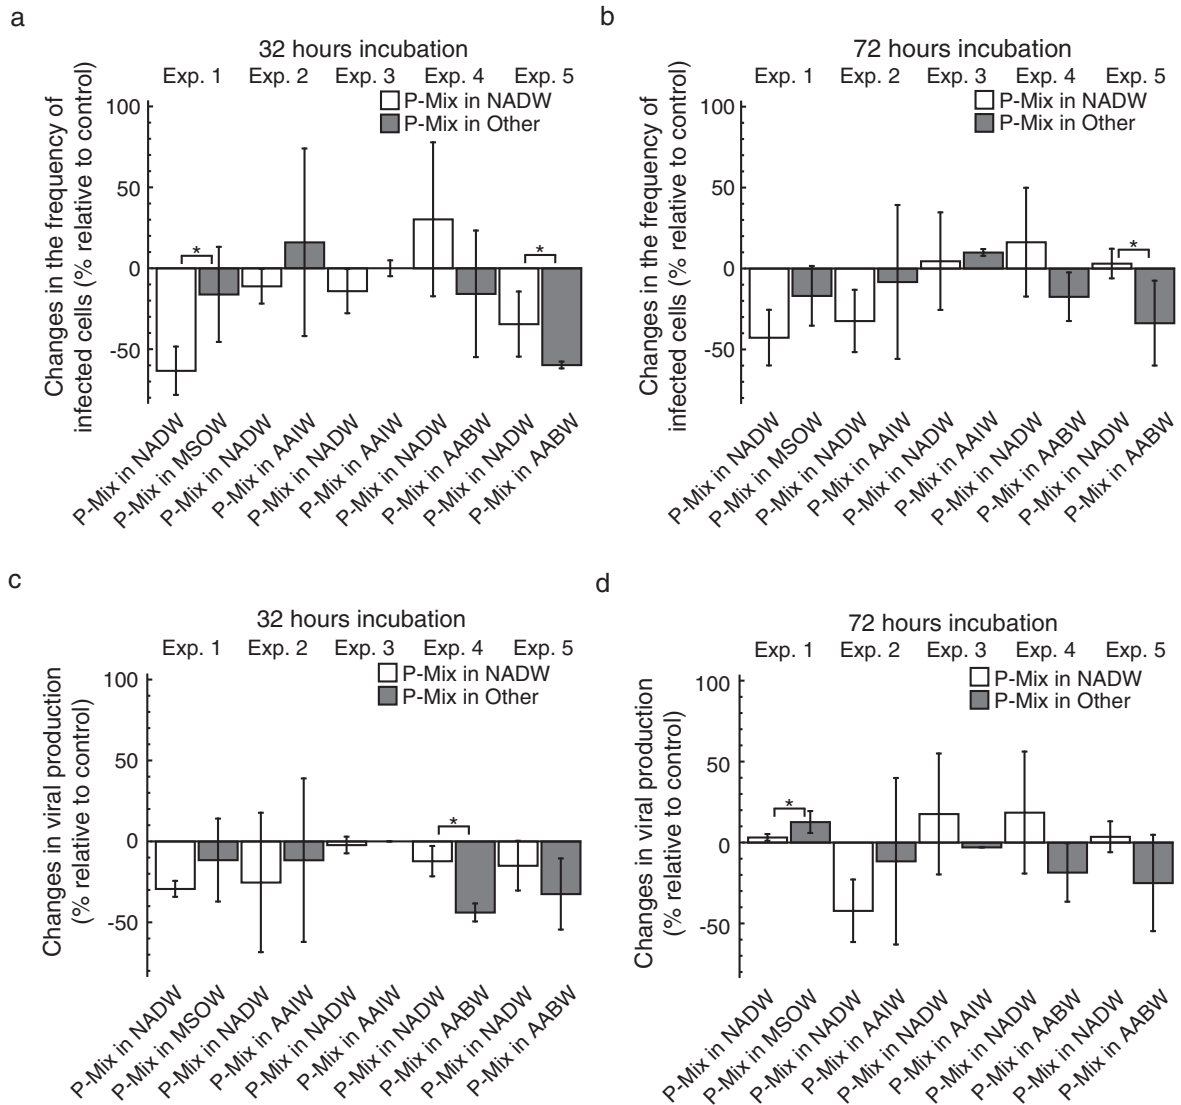 a
32 hours incubation
Exp. 1 Exp. 2 Exp. 3 Exp. 4 Exp. 5
P-Mix in NADW
P-Mix in Other
Changes in the frequency of
infected cells (% relative to control)
100
50
0
-50
* *
P-Mix in NADW
P-Mix in MSOW
P-Mix in NADW
P-Mix in AAIW
P-Mix in NADW
P-Mix in AAIW
P-Mix in NADW
P-Mix in AABW
P-Mix in NADW
P-Mix in AABW
b
72 hours incubation
Exp. 1 Exp. 2 Exp. 3 Exp. 4 Exp. 5
P-Mix in NADW
P-Mix in Other
Changes in the frequency of
infected cells (% relative to control)
100
50
0
-50
*
P-Mix in NADW
P-Mix in MSOW
P-Mix in NADW
P-Mix in AAIW
P-Mix in NADW
P-Mix in AAIW
P-Mix in NADW
P-Mix in AABW
P-Mix in NADW
P-Mix in AABW
c
32 hours incubation
Exp. 1 Exp. 2 Exp. 3 Exp. 4 Exp. 5
P-Mix in NADW
P-Mix in Other
Changes in viral production
(% relative to control)
100
50
0
-50
*
P-Mix in NADW
P-Mix in MSOW
P-Mix in NADW
P-Mix in AAIW
P-Mix in NADW
P-Mix in AAIW
P-Mix in NADW
P-Mix in AABW
P-Mix in NADW
P-Mix in AABW
d
72 hours incubation
Exp. 1 Exp. 2 Exp. 3 Exp. 4 Exp. 5
P-Mix in NADW
P-Mix in Other
Changes in viral production
(% relative to control)
100
50
0
-50
*
P-Mix in NADW
P-Mix in MSOW
P-Mix in NADW
P-Mix in AAIW
P-Mix in NADW
P-Mix in AAIW
P-Mix in NADW
P-Mix in AABW
P-Mix in NADW
P-Mix in AABW